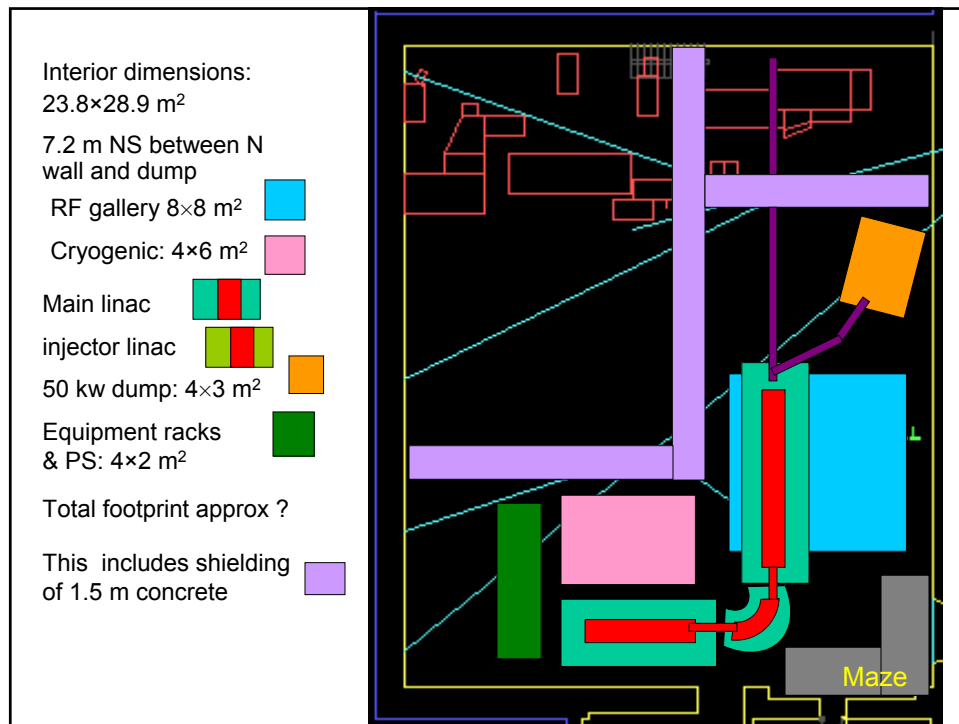 Interior dimensions:
23.8×28.9 m²
7.2 m NS between N
wall and dump
RF gallery 8×8 m²
Cryogenic: 4×6 m²
Main linac
injector linac
50 kw dump: 4×3 m²
Equipment racks
& PS: 4×2 m²
Total footprint approx ?
This includes shielding
of 1.5 m concrete
Maze